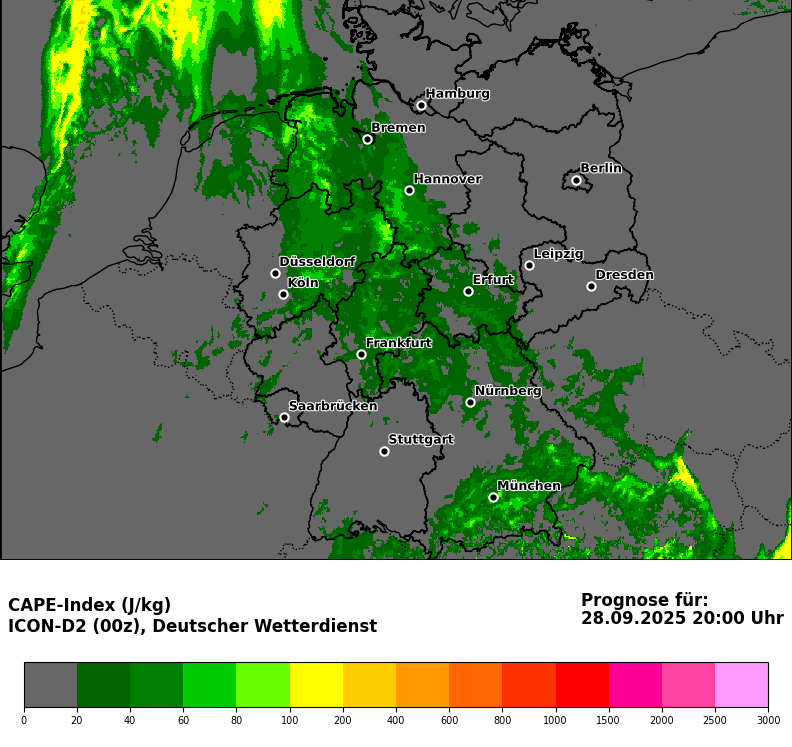 Hamburg
Bremen
Berlin
Hannover
Leipzig
Düsseldorf
Dresden
Köln
Erfurt
Frankfurt
Nürnberg
Saarbrücken
Stuttgart
München
CAPE-Index (J/kg)
ICON-D2 (00z), Deutscher Wetterdienst
Prognose für:
28.09.2025 20:00 Uhr
0 20 40 60 80 100 200 400 600 800 1000 1500 2000 2500 3000